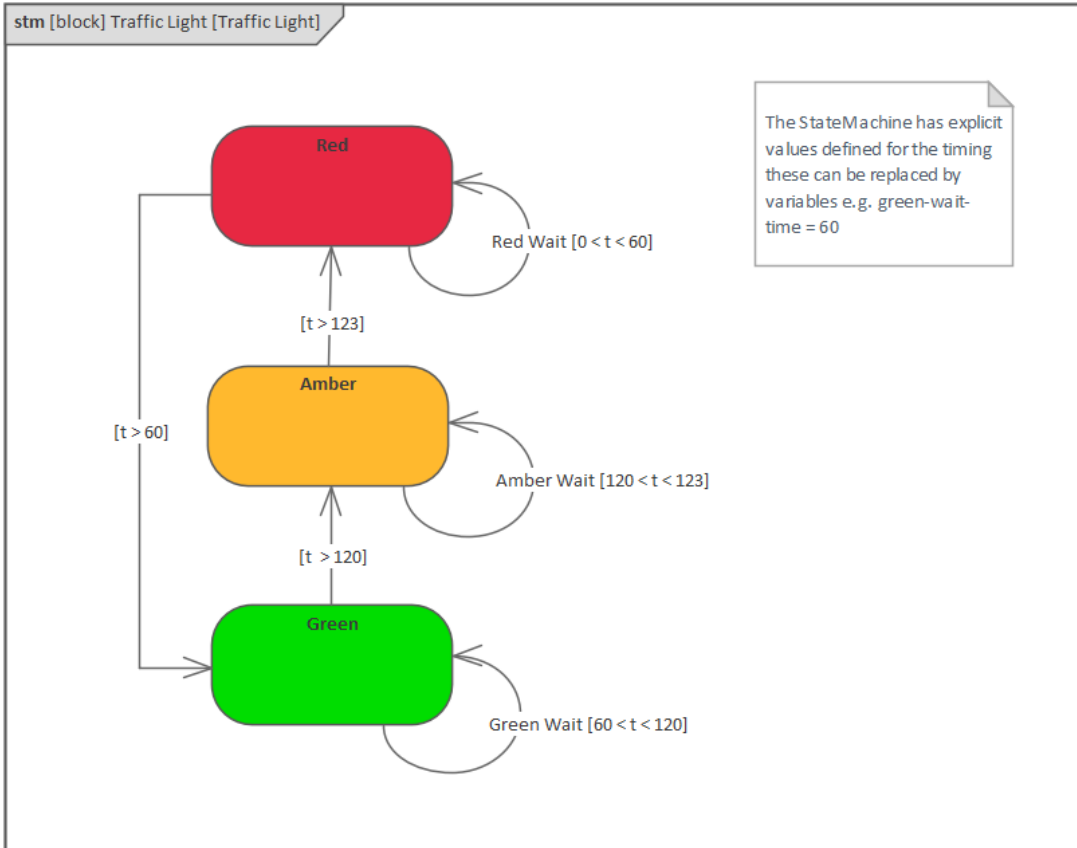 stm [block] Traffic Light [Traffic Light]
The StateMachine has explicit
values defined for the timing
these can be replaced by
variables e.g. green-wait-
time = 60
Red
Red Wait [0 < t < 60]
[t > 123]
Amber
[t > 60]
Amber Wait [120 < t < 123]
[t  > 120]
Green
Green Wait [60 < t < 120]